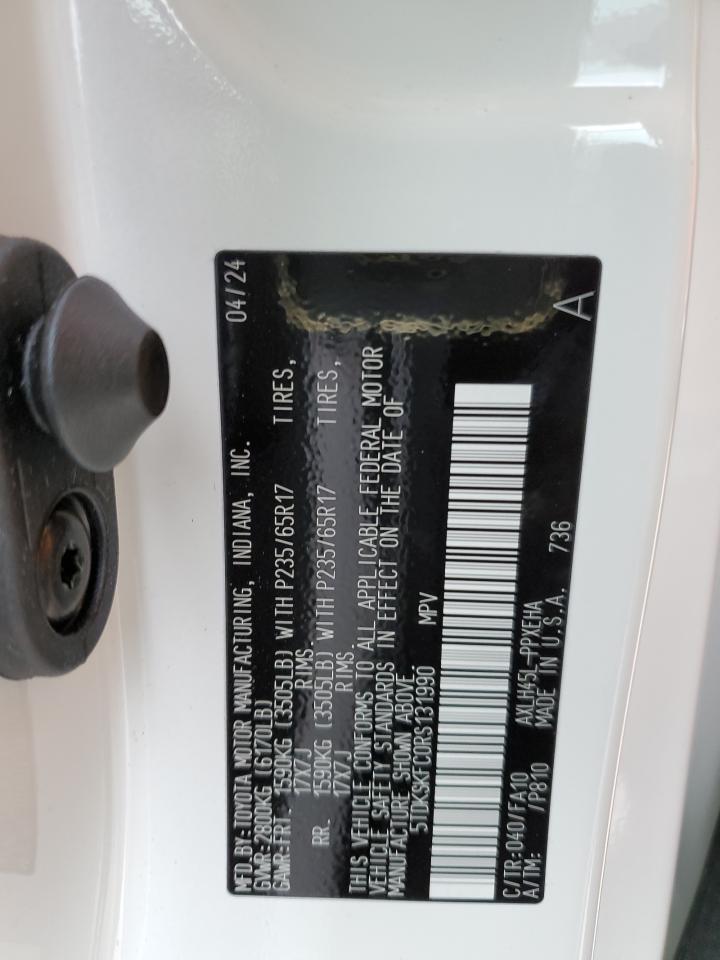 MFD BY: TOYOTA MOTOR MANUFACTURING, INDIANA, INC. 04/24
GVWR-2800KG (6170LB)
GAWR-FRT. 1590KG (3505LB) WITH P235/65R17 TIRES,
17X7J RIMS.
RR. 1590KG (3505LB) WITH P235/65R17 TIRES,
17X7J RIMS.
THIS VEHICLE CONFORMS TO ALL APPLICABLE FEDERAL MOTOR
VEHICLE SAFETY STANDARDS IN EFFECT ON THE DATE OF
MANUFACTURE SHOWN ABOVE.
5TDKSKFC0RS131990 MPV
C/TR:040/FA10 AXLH45L-PPXEHA 736 A
A/TM: /P810 MADE IN U.S.A.